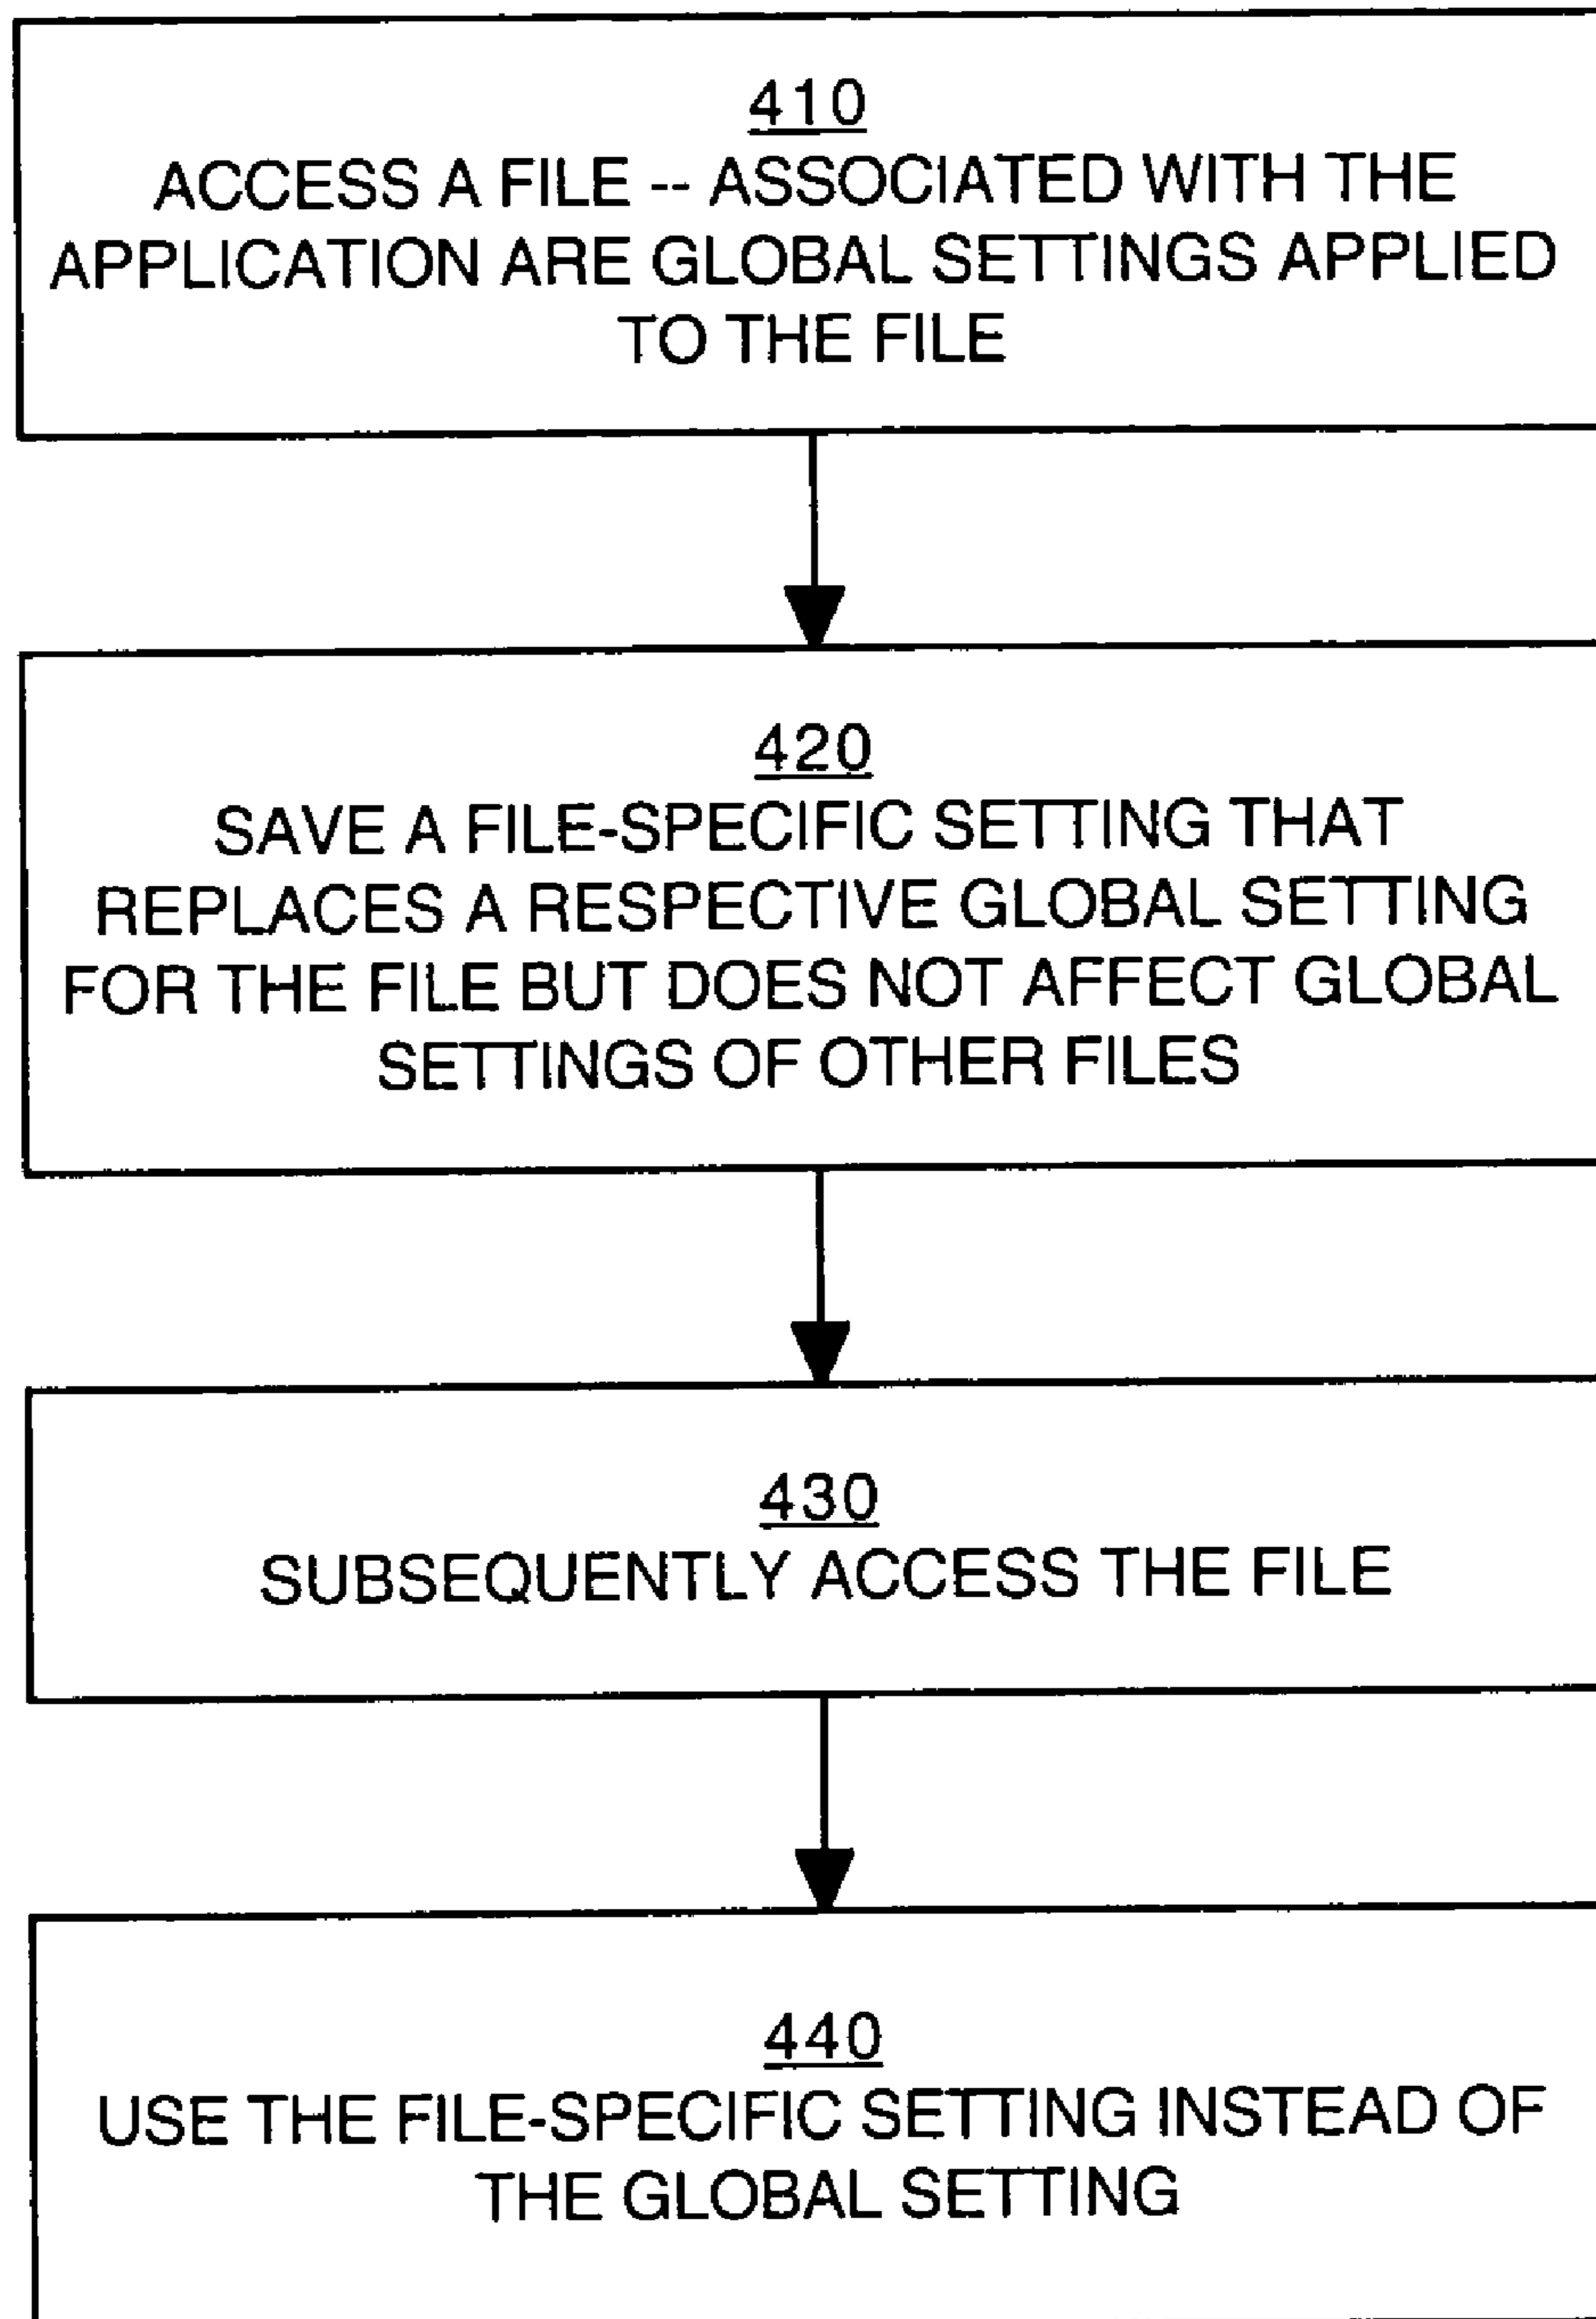 410
ACCESS A FILE -- ASSOCIATED WITH THE
APPLICATION ARE GLOBAL SETTINGS APPLIED
TO THE FILE
420
SAVE A FILE-SPECIFIC SETTING THAT
REPLACES A RESPECTIVE GLOBAL SETTING
FOR THE FILE BUT DOES NOT AFFECT GLOBAL
SETTINGS OF OTHER FILES
430
SUBSEQUENTLY ACCESS THE FILE
440
USE THE FILE-SPECIFIC SETTING INSTEAD OF
THE GLOBAL SETTING